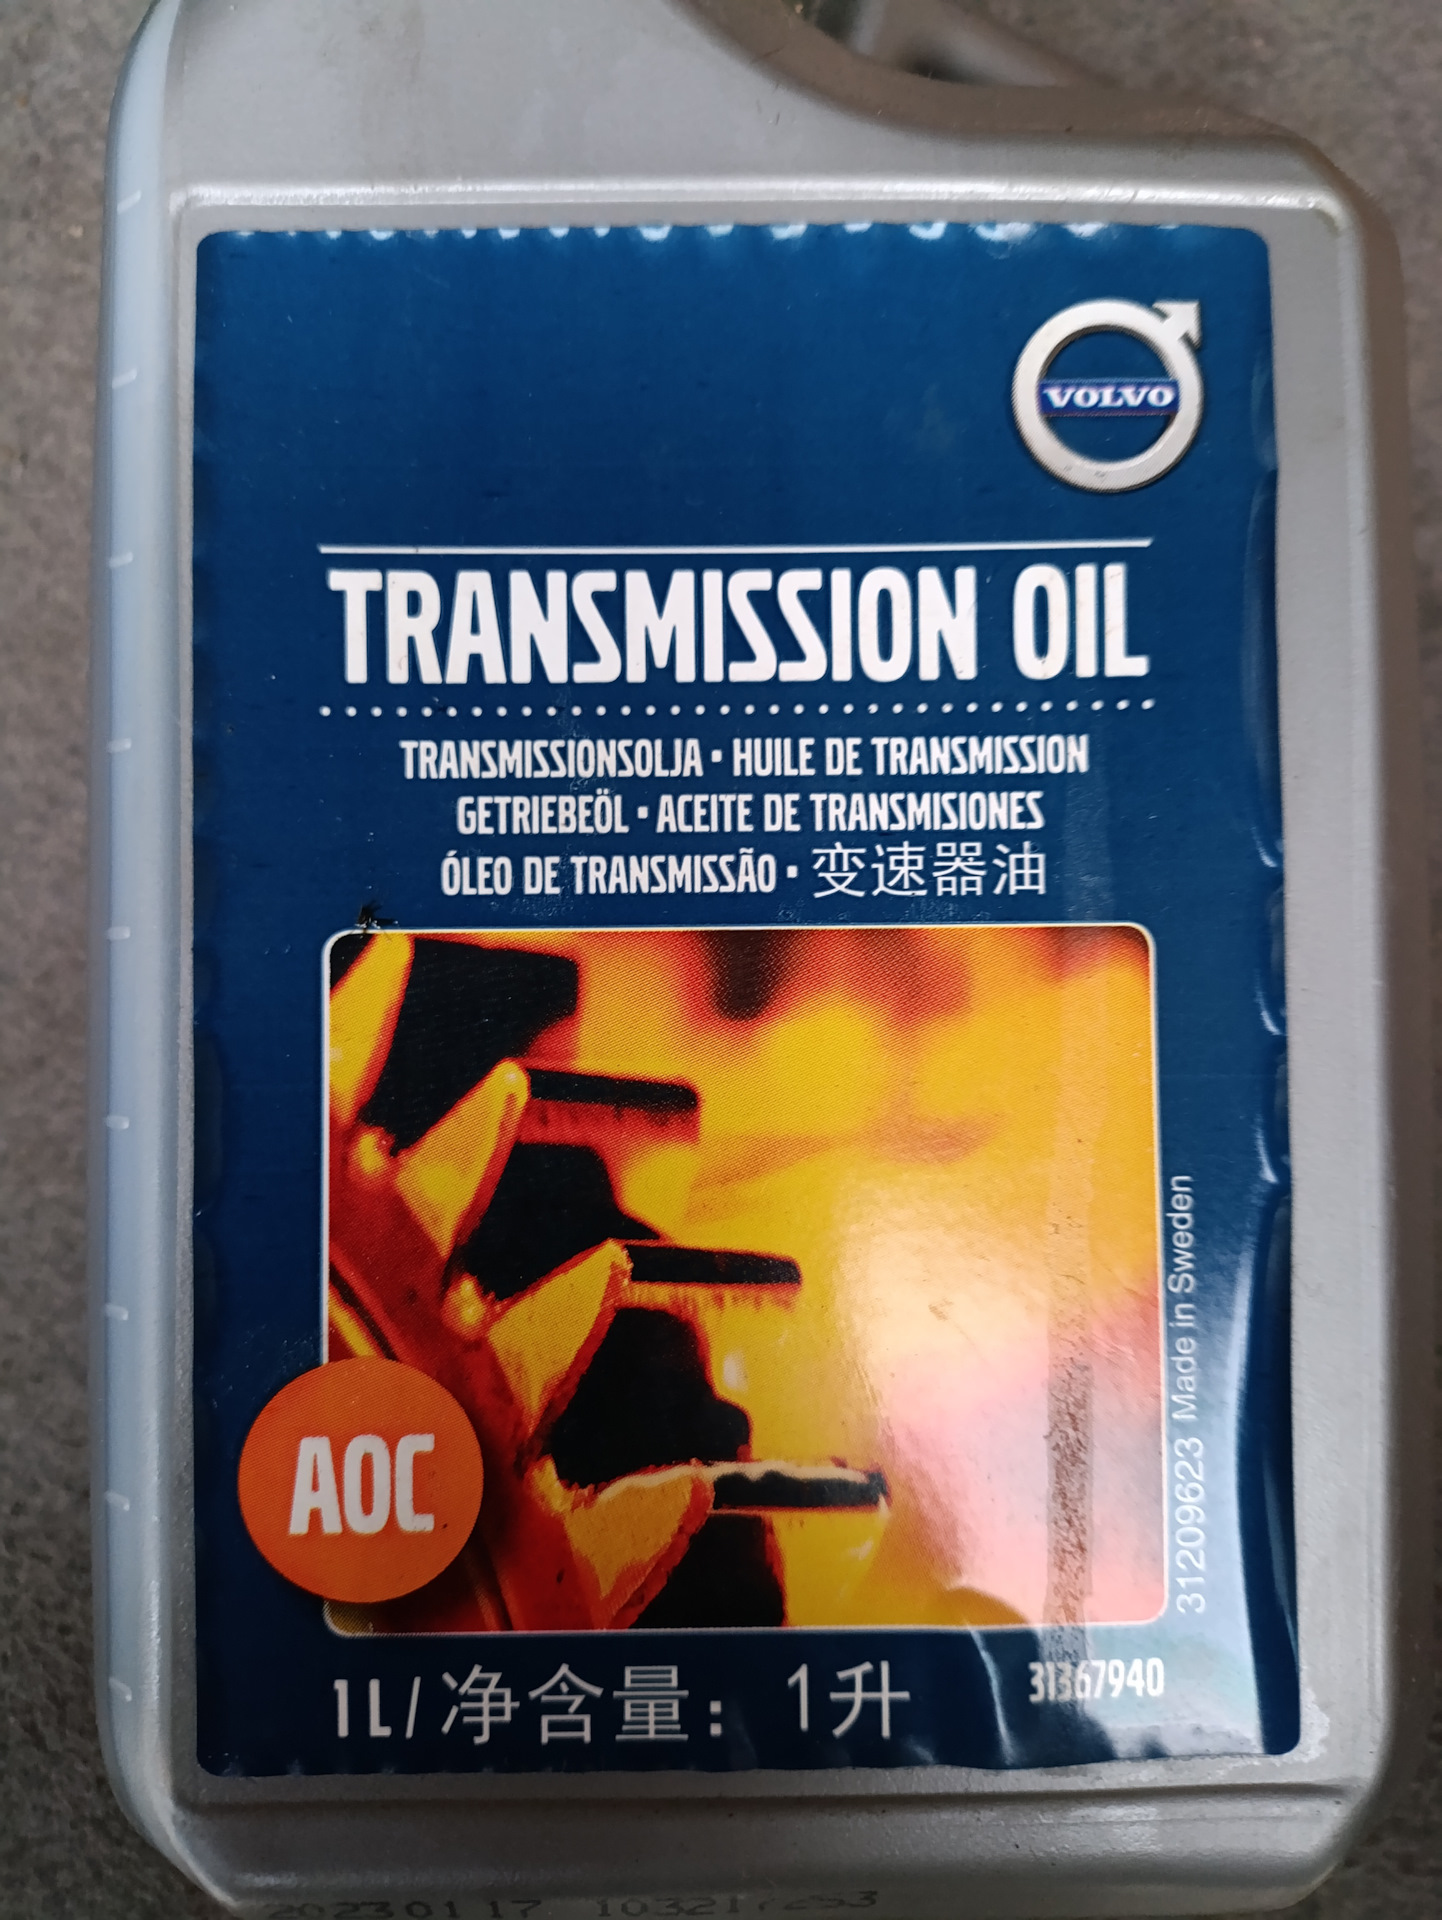 VOLVO
TRANSMISSION OIL
TRANSMISSIONSOLJA · HUILE DE TRANSMISSION
GETRIEBEÖL · ACEITE DE TRANSMISIONES
ÓLEO DE TRANSMISSÃO · 变速器油
31209623 Made in Sweden
AOC
1L/净含量: 1升
31367940
20230117